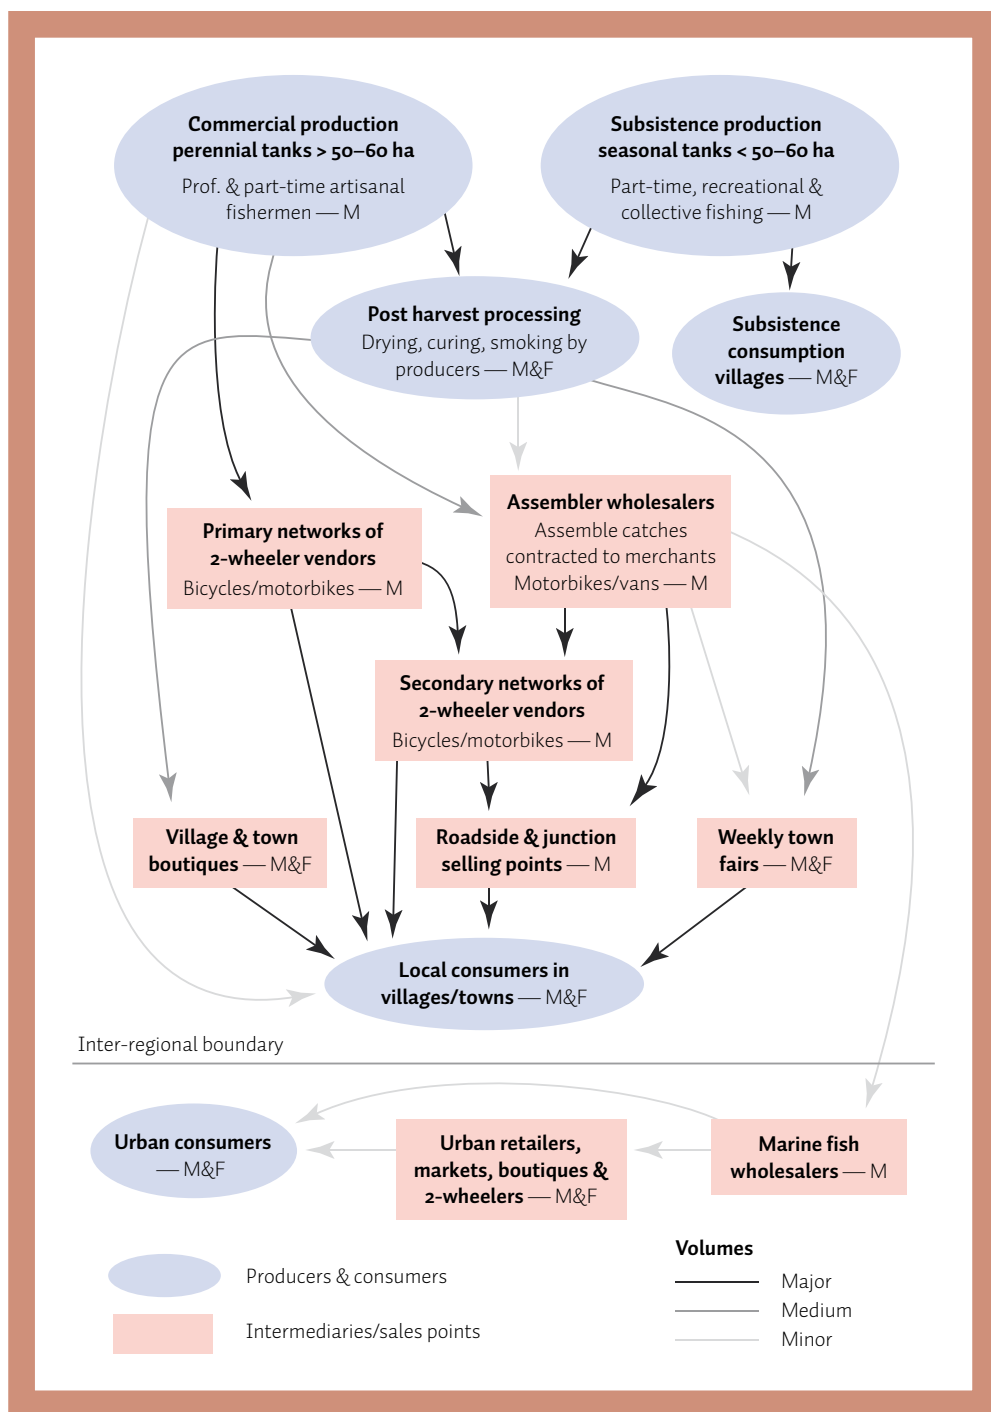 Commercial production
perennial tanks > 50–60 ha
Prof. & part-time artisanal
fishermen — M
Subsistence production
seasonal tanks < 50–60 ha
Part-time, recreational &
collective fishing — M
Post harvest processing
Drying, curing, smoking by
producers — M&F
Subsistence
consumption
villages — M&F
Assembler wholesalers
Assemble catches
contracted to merchants
Motorbikes/vans — M
Primary networks of
2-wheeler vendors
Bicycles/motorbikes — M
Secondary networks of
2-wheeler vendors
Bicycles/motorbikes — M
Village & town
boutiques — M&F
Roadside & junction
selling points — M
Weekly town
fairs — M&F
Local consumers in
villages/towns — M&F
Inter-regional boundary
Urban consumers
— M&F
Urban retailers,
markets, boutiques &
2-wheelers — M&F
Marine fish
wholesalers — M
Producers & consumers
Intermediaries/sales points
Volumes
Major
Medium
Minor